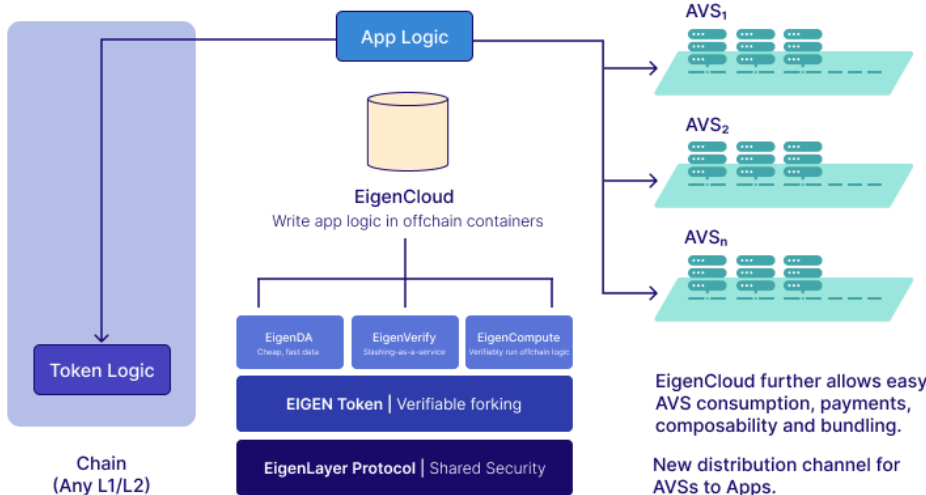 App Logic
AVS₁
AVS₂
AVSₙ
EigenCloud
Write app logic in offchain containers
EigenDA
Cheap, fast data
EigenVerify
Slashing-as-a-service
EigenCompute
Verifiably run offchain logic
Token Logic
EIGEN Token | Verifiable forking
EigenLayer Protocol | Shared Security
Chain
(Any L1/L2)
EigenCloud further allows easy
AVS consumption, payments,
composability and bundling.
New distribution channel for
AVSs to Apps.